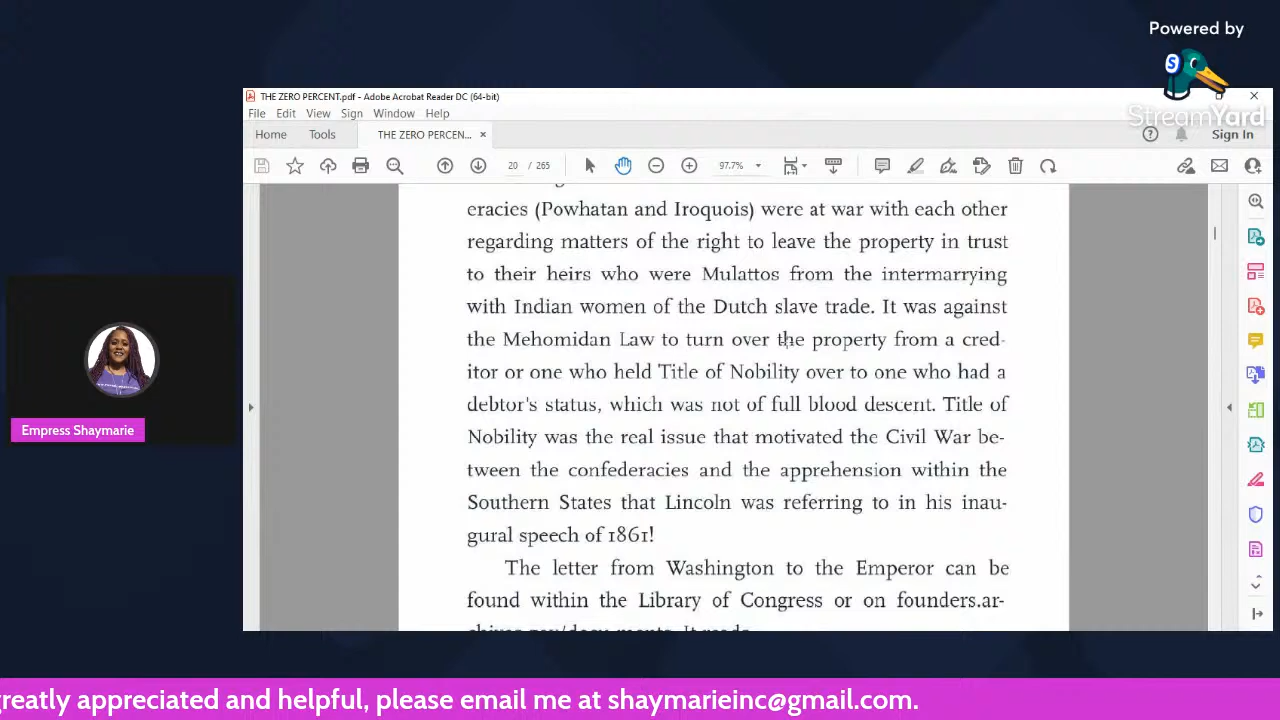 Powered by
StreamYard
THE ZERO PERCENT.pdf - Adobe Acrobat Reader DC (64-bit)
File Edit View Sign Window Help
Home Tools THE ZERO PERCEN... × Sign In
20 / 265 97.7%
eracies (Powhatan and Iroquois) were at war with each other
regarding matters of the right to leave the property in trust
to their heirs who were Mulattos from the intermarrying
with Indian women of the Dutch slave trade. It was against
the Mehomidan Law to turn over the property from a cred-
itor or one who held Title of Nobility over to one who had a
debtor's status, which was not of full blood descent. Title of
Nobility was the real issue that motivated the Civil War be-
tween the confederacies and the apprehension within the
Southern States that Lincoln was referring to in his inau-
gural speech of 1861!
The letter from Washington to the Emperor can be
found within the Library of Congress or on founders.ar-
Empress Shaymarie
greatly appreciated and helpful, please email me at shaymarieinc@gmail.com.